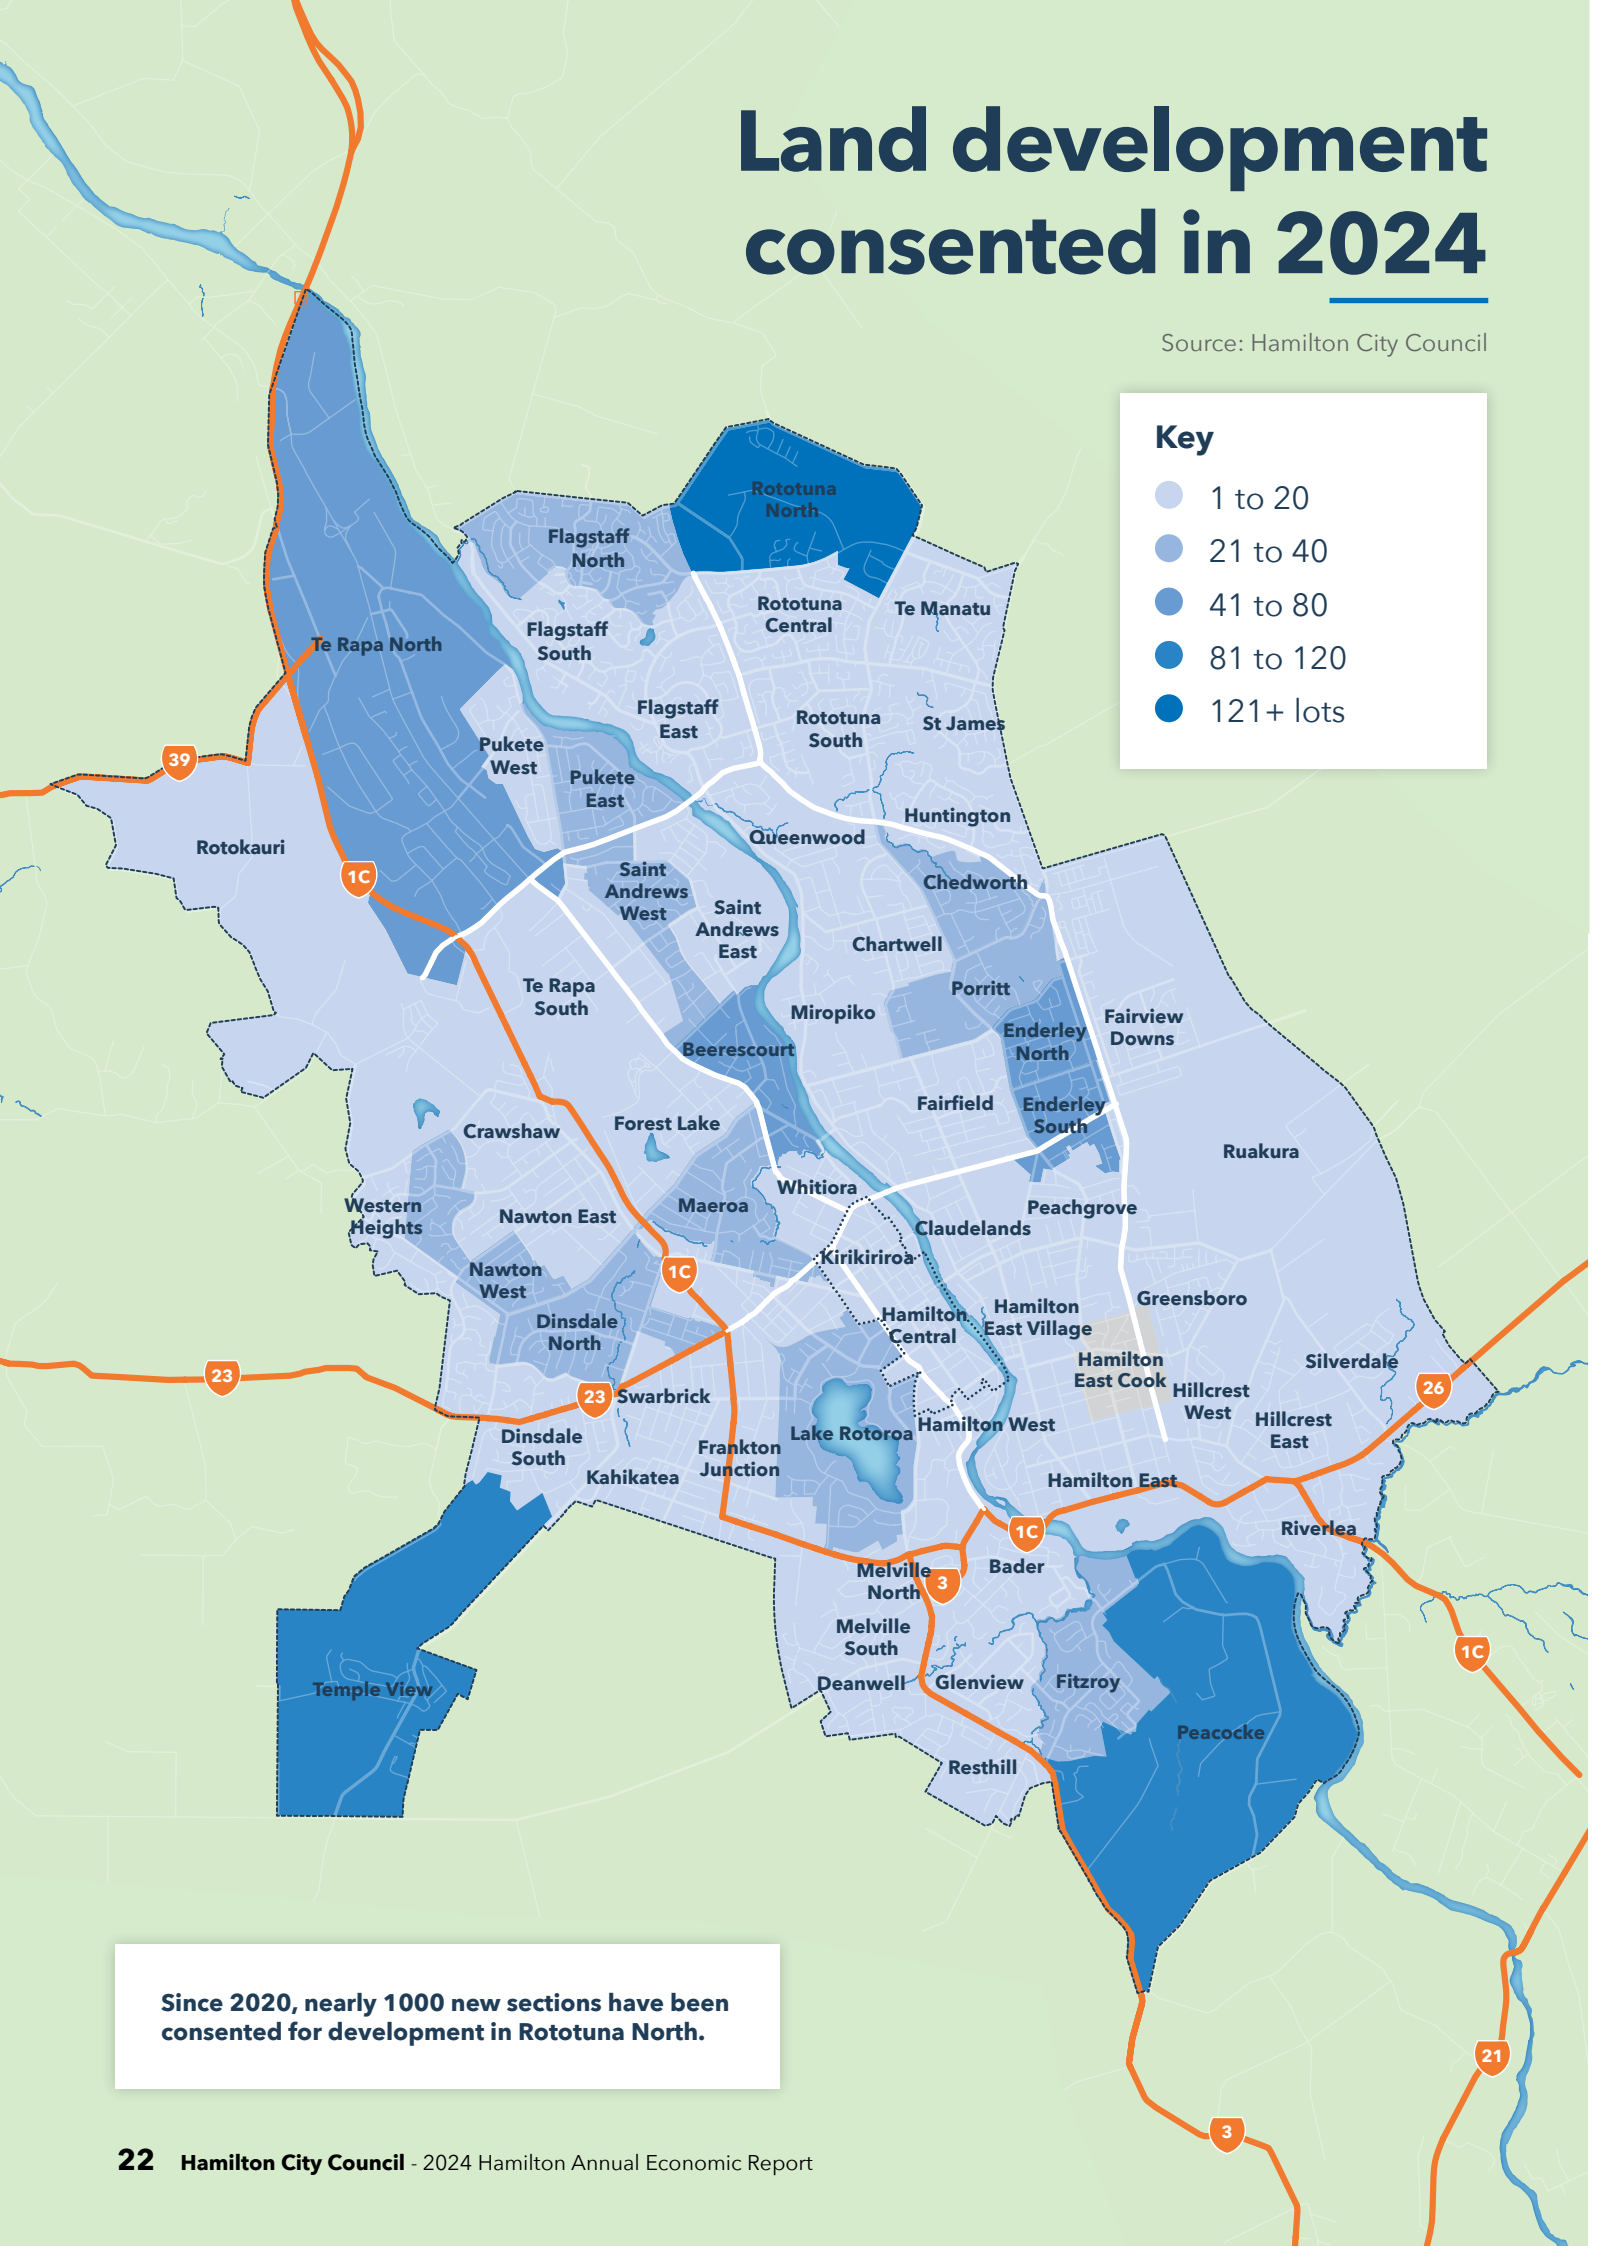 Land development
consented in 2024
Source: Hamilton City Council
Key
1 to 20
21 to 40
41 to 80
81 to 120
121+ lots
Rototuna
North
Flagstaff
North
Rototuna
Central
Te Manatu
Flagstaff
South
Te Rapa North
Flagstaff
East
Rototuna
South
St James
Pukete
West
39
Pukete
East
Huntington
Queenwood
Rotokauri
1C
Saint
Andrews
West
Chedworth
Saint
Andrews
East
Chartwell
Te Rapa
South
Porritt
Miropiko
Fairview
Downs
Enderley
North
Beerescourt
Fairfield
Enderley
South
Forest Lake
Crawshaw
Ruakura
Whitiora
Western
Heights
Maeroa
Peachgrove
Nawton East
Claudelands
Kirikiriroa
Nawton
West
1C
Greensboro
Hamilton
East Village
Hamilton
Central
Dinsdale
North
Hamilton
East Cook
Silverdale
23
26
23
Swarbrick
Hillcrest
West
Hillcrest
East
Lake Rotoroa
Hamilton West
Dinsdale
South
Frankton
Junction
Kahikatea
Hamilton East
1C
Riverlea
Bader
Melville
North
3
Melville
South
1C
Deanwell
Glenview
Fitzroy
Temple View
Peacocke
Resthill
Since 2020, nearly 1000 new sections have been
consented for development in Rototuna North.
21
3
22 Hamilton City Council - 2024 Hamilton Annual Economic Report